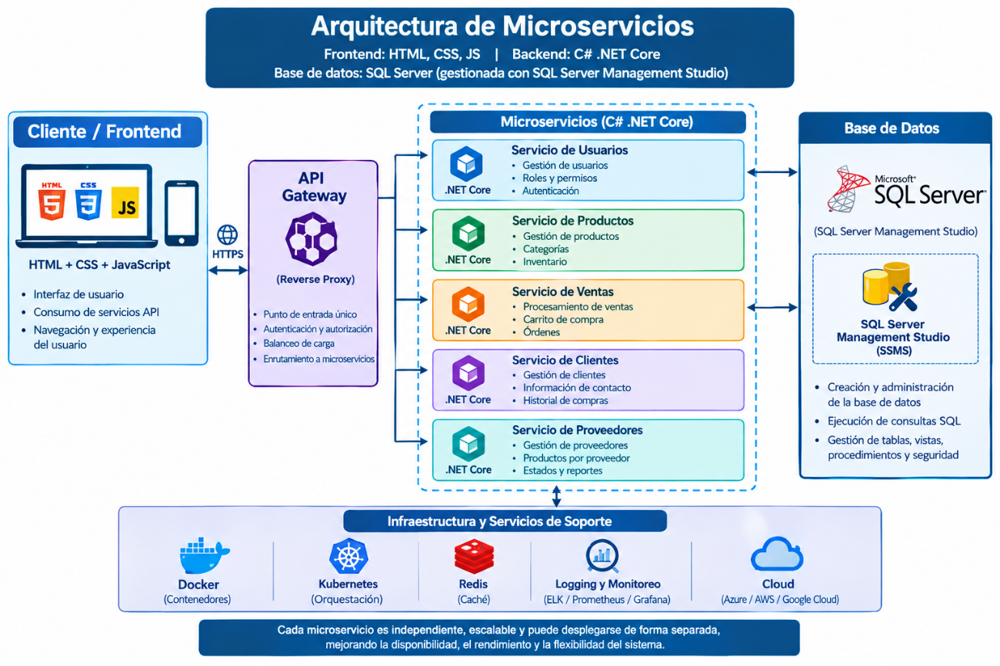 Arquitectura de Microservicios
Frontend: HTML, CSS, JS | Backend: C# .NET Core
Base de datos: SQL Server (gestionada con SQL Server Management Studio)
Cliente / Frontend
HTML
5
CSS
3
JS
HTML + CSS + JavaScript
• Interfaz de usuario
• Consumo de servicios API
• Navegación y experiencia
del usuario
HTTPS
API
Gateway
(Reverse Proxy)
• Punto de entrada único
• Autenticación y autorización
• Balanceo de carga
• Enrutamiento a microservicios
Microservicios (C# .NET Core)
.NET Core
Servicio de Usuarios
• Gestión de usuarios
• Roles y permisos
• Autenticación
.NET Core
Servicio de Productos
• Gestión de productos
• Categorías
• Inventario
.NET Core
Servicio de Ventas
• Procesamiento de ventas
• Carrito de compra
• Órdenes
.NET Core
Servicio de Clientes
• Gestión de clientes
• Información de contacto
• Historial de compras
.NET Core
Servicio de Proveedores
• Gestión de proveedores
• Productos por proveedor
• Estados y reportes
Base de Datos
Microsoft®
SQL Server
(SQL Server Management Studio)
SQL Server
Management Studio
(SSMS)
• Creación y administración
de la base de datos
• Ejecución de consultas SQL
• Gestión de tablas, vistas,
procedimientos y seguridad
Infraestructura y Servicios de Soporte
Docker
(Contenedores)
Kubernetes
(Orquestación)
Redis
(Caché)
Logging y Monitoreo
(ELK / Prometheus / Grafana)
Cloud
(Azure / AWS / Google Cloud)
Cada microservicio es independiente, escalable y puede desplegarse de forma separada,
mejorando la disponibilidad, el rendimiento y la flexibilidad del sistema.